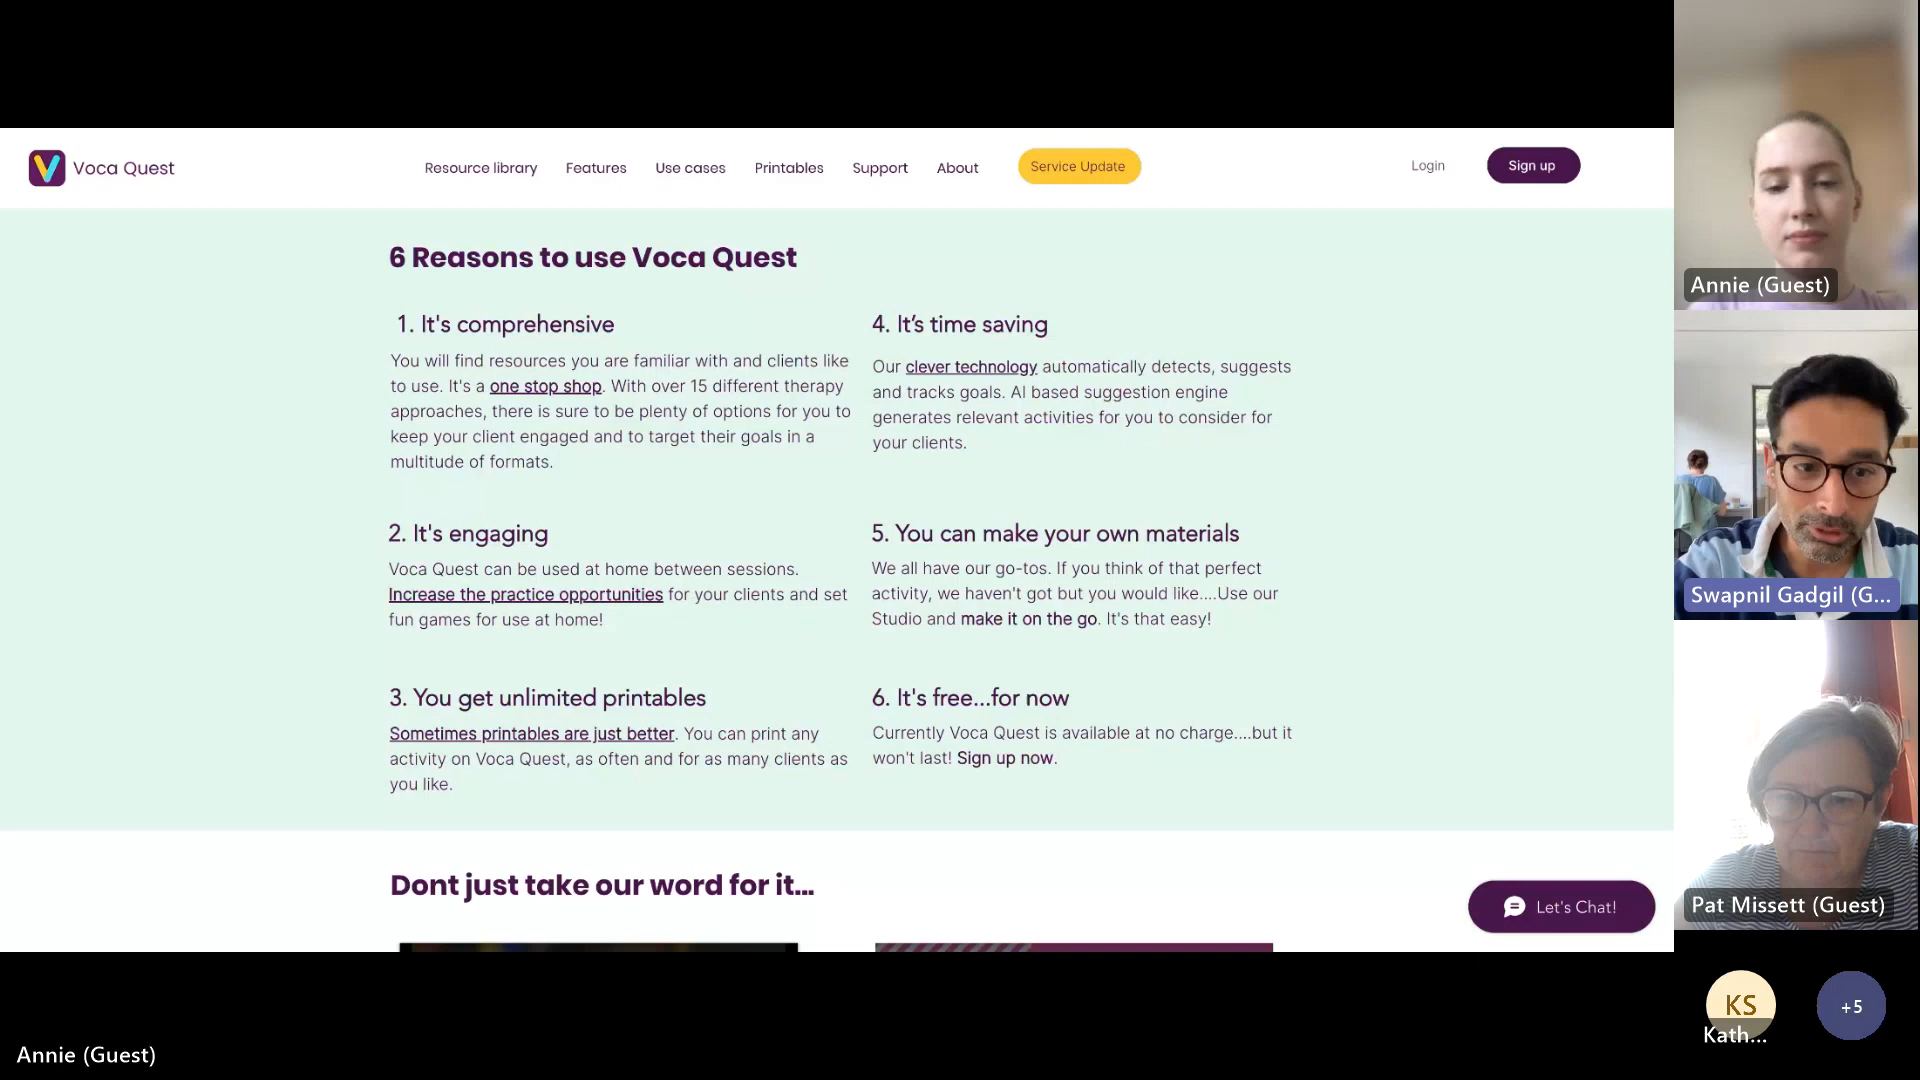 Voca Quest
Resource library
Features
Use cases
Printables
Support
About
Service Update
Login
Sign up
6 Reasons to use Voca Quest
1. It's comprehensive
You will find resources you are familiar with and clients like
to use. It's a one stop shop. With over 15 different therapy
approaches, there is sure to be plenty of options for you to
keep your client engaged and to target their goals in a
multitude of formats.
2. It's engaging
Voca Quest can be used at home between sessions.
Increase the practice opportunities for your clients and set
fun games for use at home!
3. You get unlimited printables
Sometimes printables are just better. You can print any
activity on Voca Quest, as often and for as many clients as
you like.
4. It’s time saving
Our clever technology automatically detects, suggests
and tracks goals. AI based suggestion engine
generates relevant activities for you to consider for
your clients.
5. You can make your own materials
We all have our go-tos. If you think of that perfect
activity, we haven't got but you would like....Use our
Studio and make it on the go. It's that easy!
6. It's free...for now
Currently Voca Quest is available at no charge....but it
won't last! Sign up now.
Dont just take our word for it...
Let's Chat!
Annie (Guest)
Annie (Guest)
Swapnil Gadgil (G...
Pat Missett (Guest)
KS
Kath...
+5